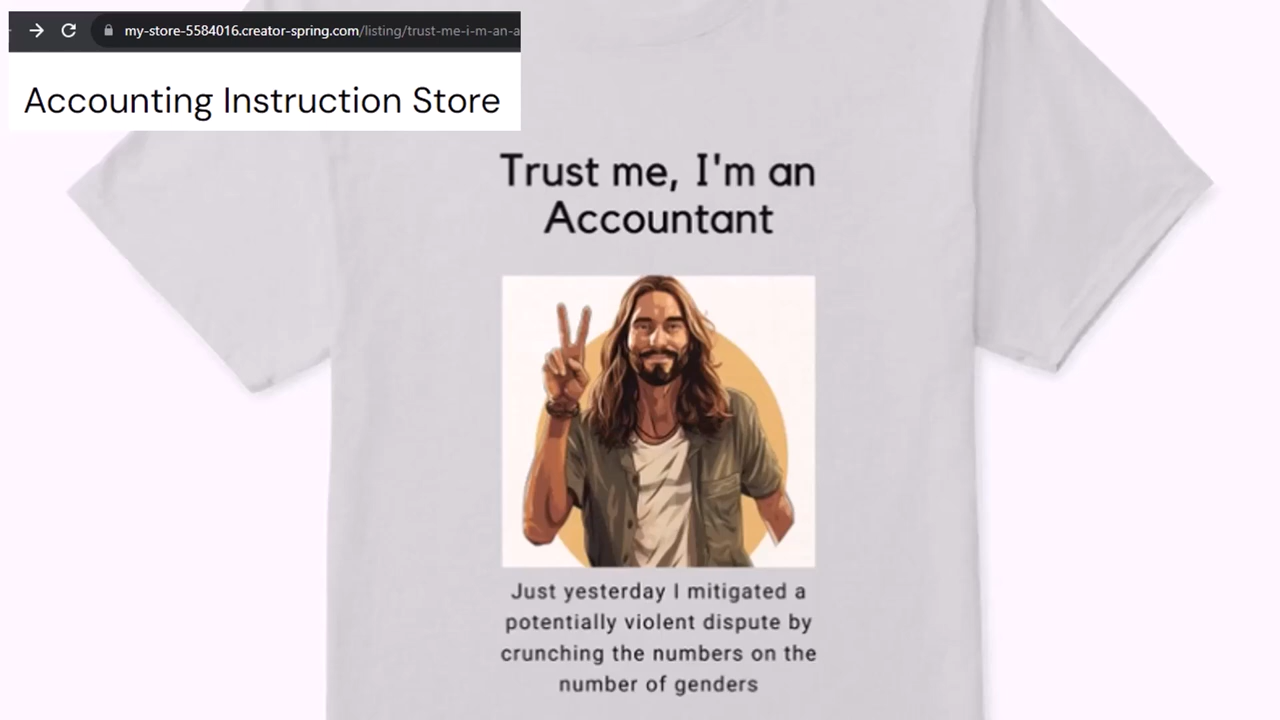 my-store-5584016.creator-spring.com/listing/trust-me-i-m-an-a
Accounting Instruction Store
Trust me, I'm an
Accountant
Just yesterday I mitigated a
potentially violent dispute by
crunching the numbers on the
number of genders